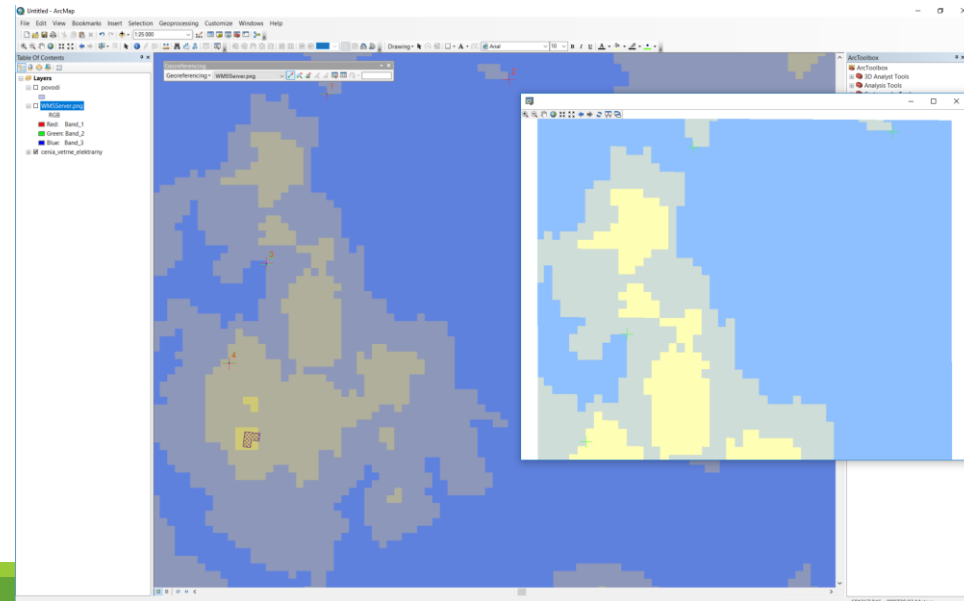 Untitled - ArcMap
File Edit View Bookmarks Insert Selection Geoprocessing Customize Windows Help
1:25 000
Drawing
Arial
10
B I U A
Table Of Contents
Layers
povodi
WMSServer.png
RGB
Red: Band_1
Green: Band_2
Blue: Band_3
cenia_vetrne_elektrarny
Georeferencing
Georeferencing WMSServer.png
3
4
ArcToolbox
ArcToolbox
3D Analyst Tools
Analysis Tools